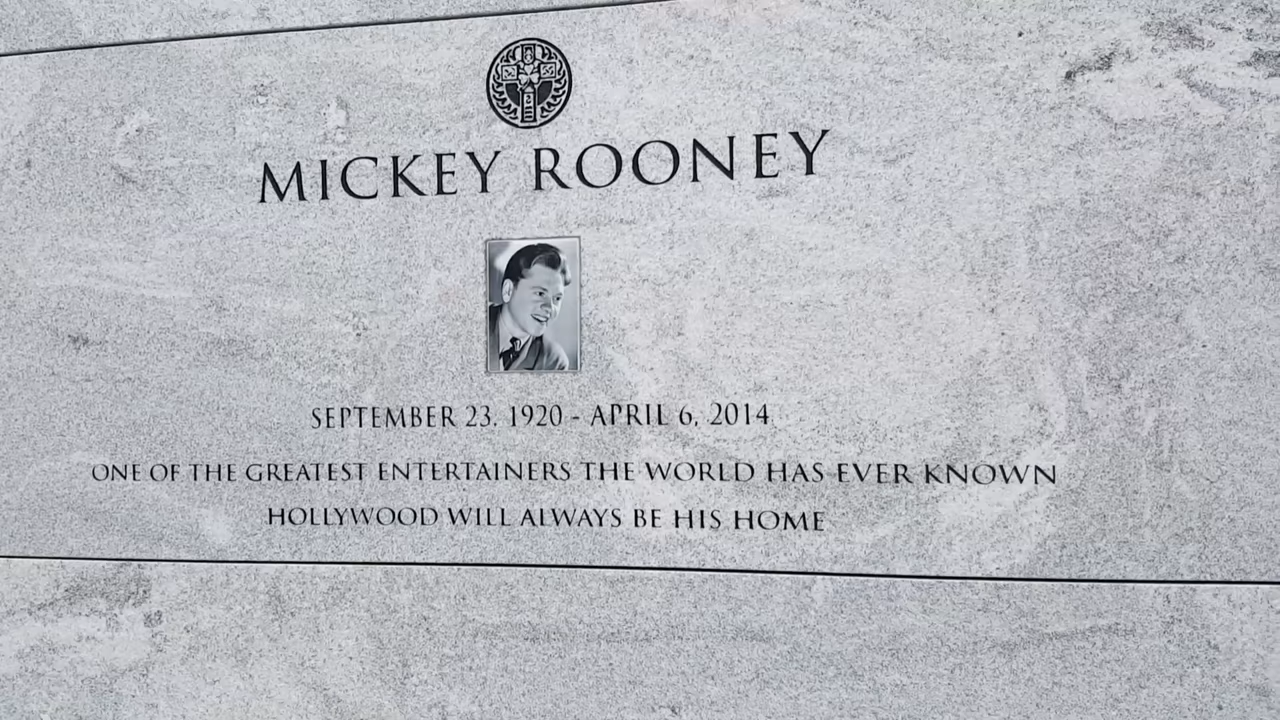 MICKEY ROONEY
SEPTEMBER 23, 1920 - APRIL 6, 2014
ONE OF THE GREATEST ENTERTAINERS THE WORLD HAS EVER KNOWN
HOLLYWOOD WILL ALWAYS BE HIS HOME